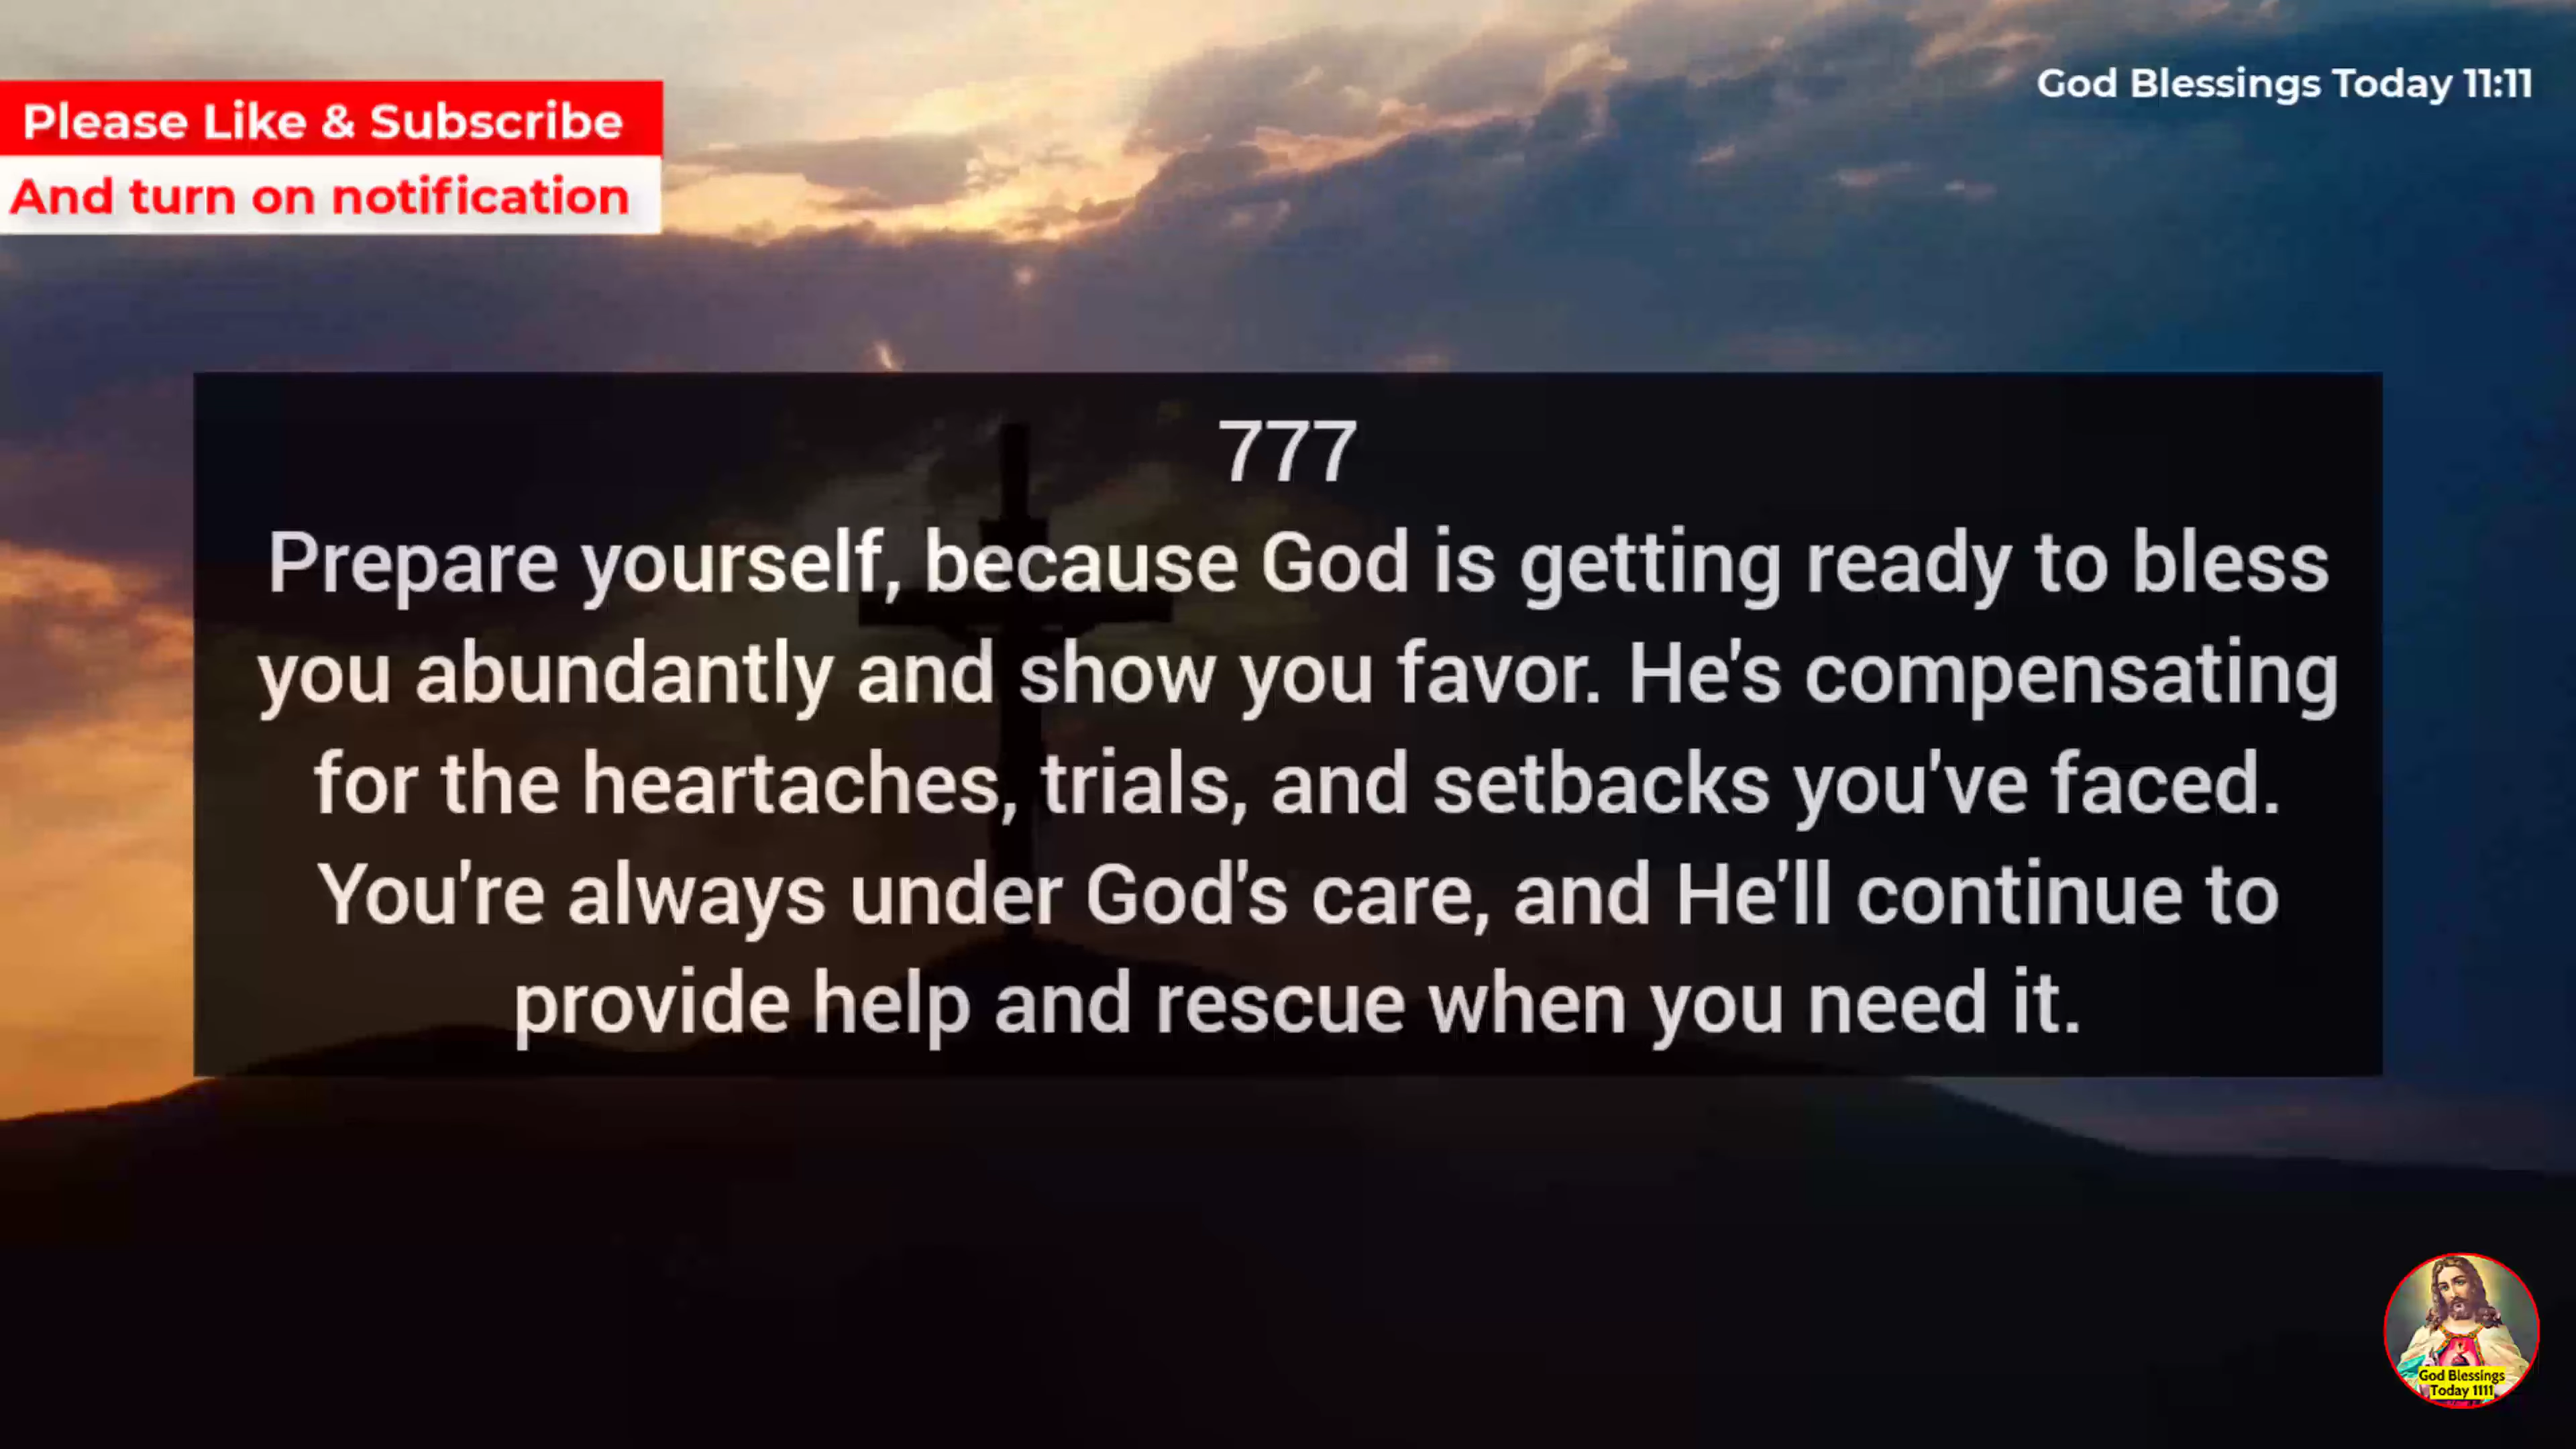 Please Like & Subscribe
And turn on notification
God Blessings Today 11:11
777
Prepare yourself, because God is getting ready to bless
you abundantly and show you favor. He's compensating
for the heartaches, trials, and setbacks you've faced.
You're always under God's care, and He'll continue to
provide help and rescue when you need it.
God Blessings
Today 1111